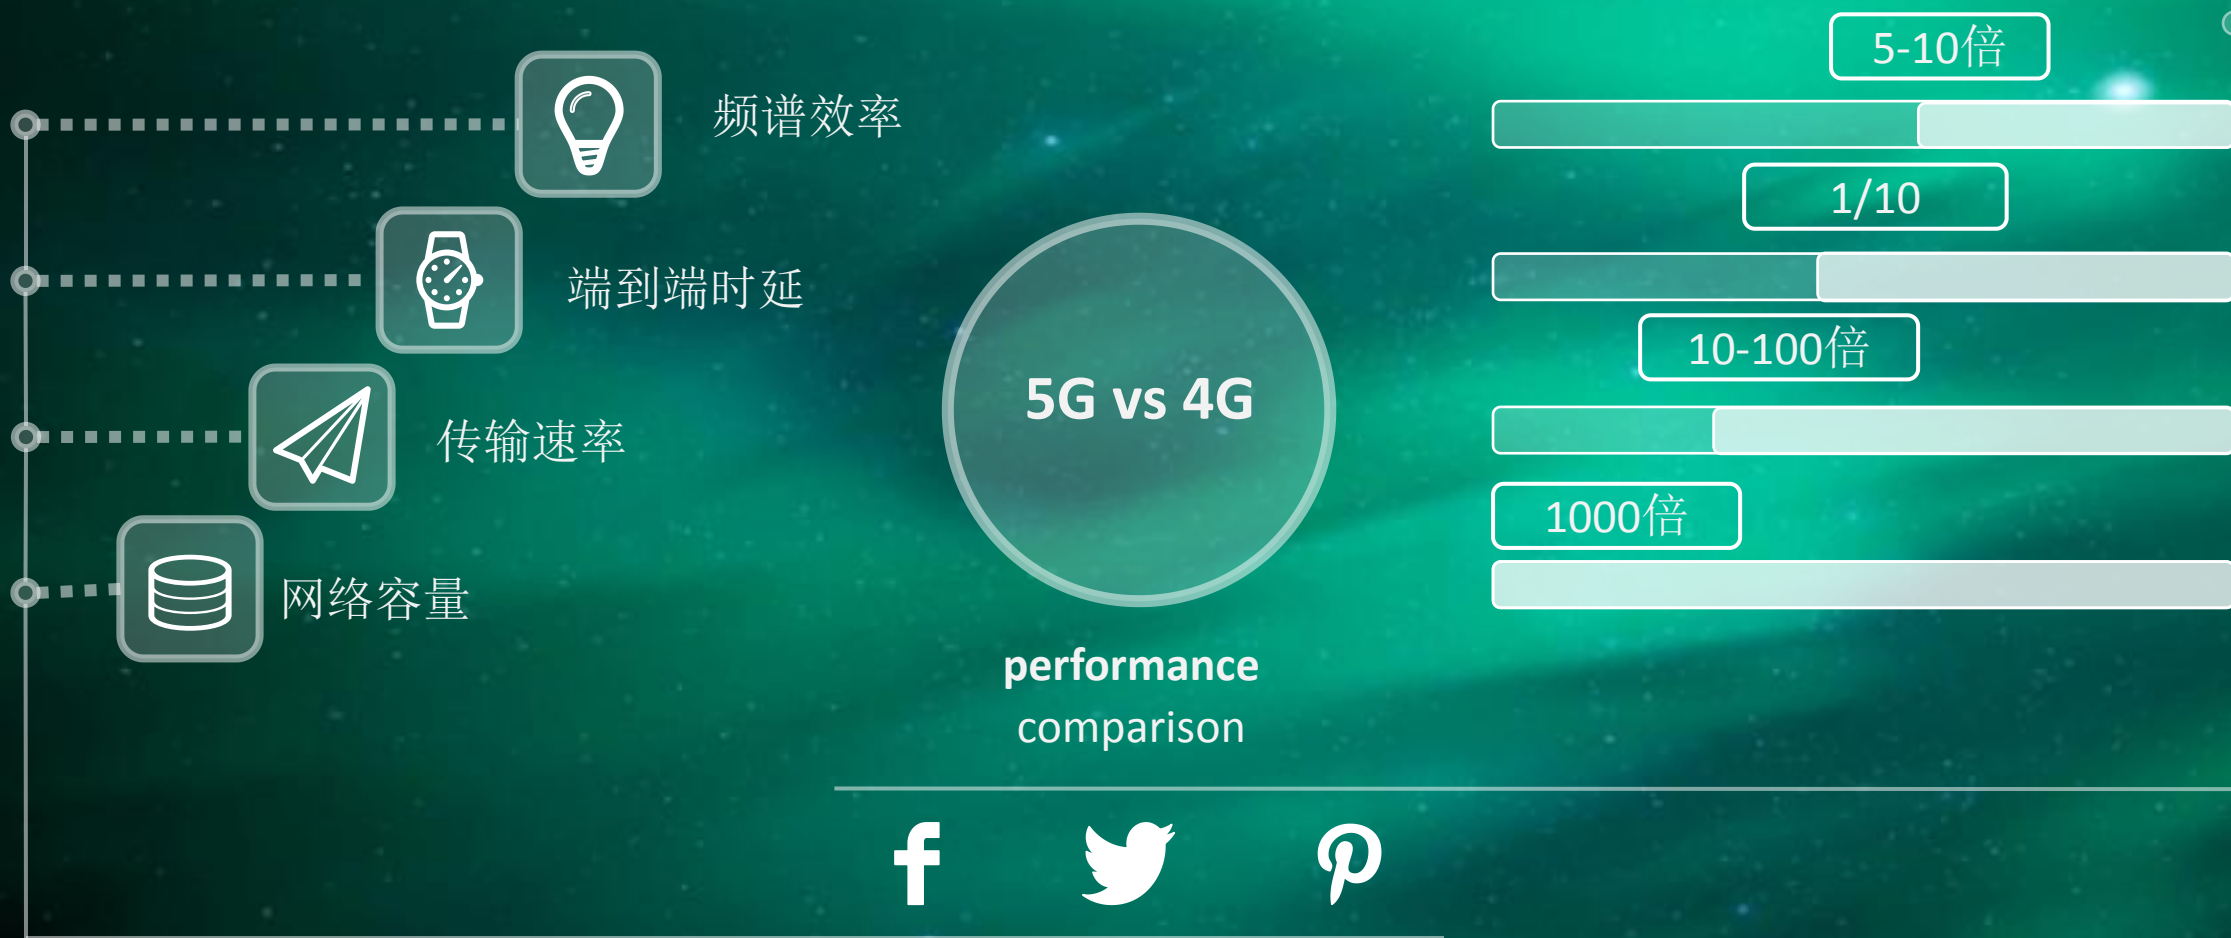 频谱效率
端到端时延
传输速率
网络容量
5G vs 4G
performance
comparison
5-10倍
1/10
10-100倍
1000倍